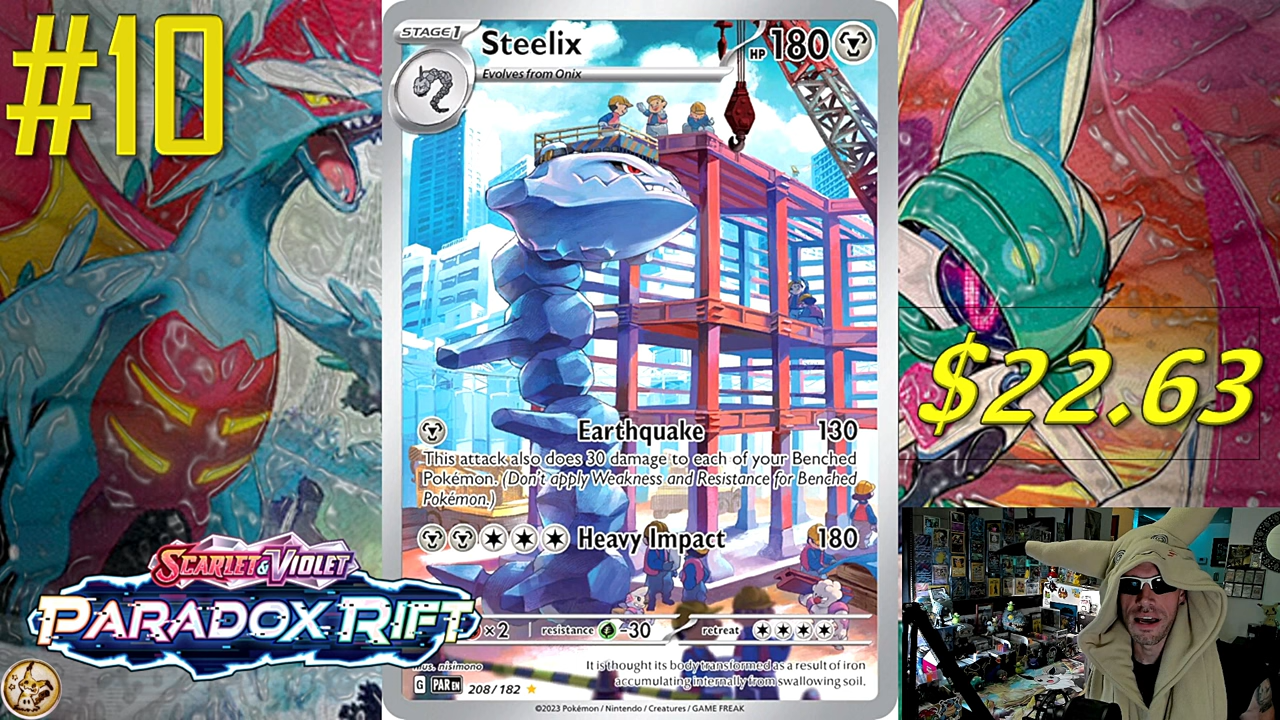 #10
STAGE1
Steelix
HP 180
Evolves from Onix
$22.63
Earthquake 130
This attack also does 30 damage to each of your Benched
Pokémon. (Don't apply Weakness and Resistance for Benched
Pokémon.)
Heavy Impact 180
SCARLET & VIOLET
PARADOX RIFT
×2 resistance -30 retreat
Illus. nisimono
It is thought its body transformed as a result of iron
accumulating internally from swallowing soil.
G PAR EN 208/182
©2023 Pokémon / Nintendo / Creatures / GAME FREAK